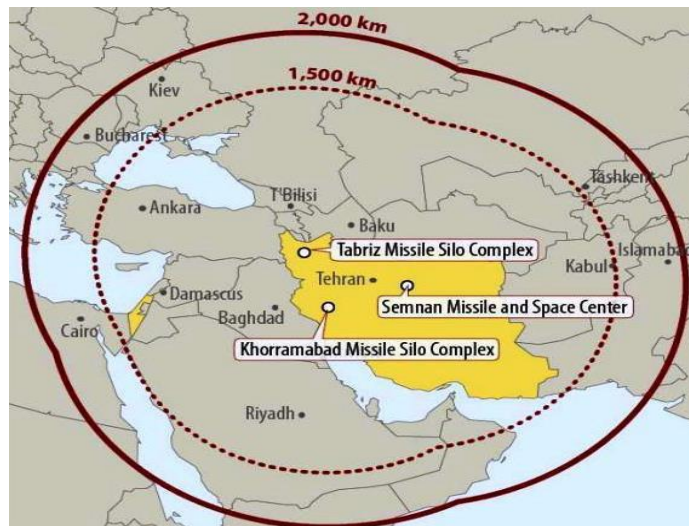 2,000 km
1,500 km
Kiev
Bucharest
Tashkent
T'Bilisi
Ankara
Baku
Islamabad
Tabriz Missile Silo Complex
Kabul
Tehran
Damascus
Semnan Missile and Space Center
Baghdad
Cairo
Khorramabad Missile Silo Complex
Riyadh